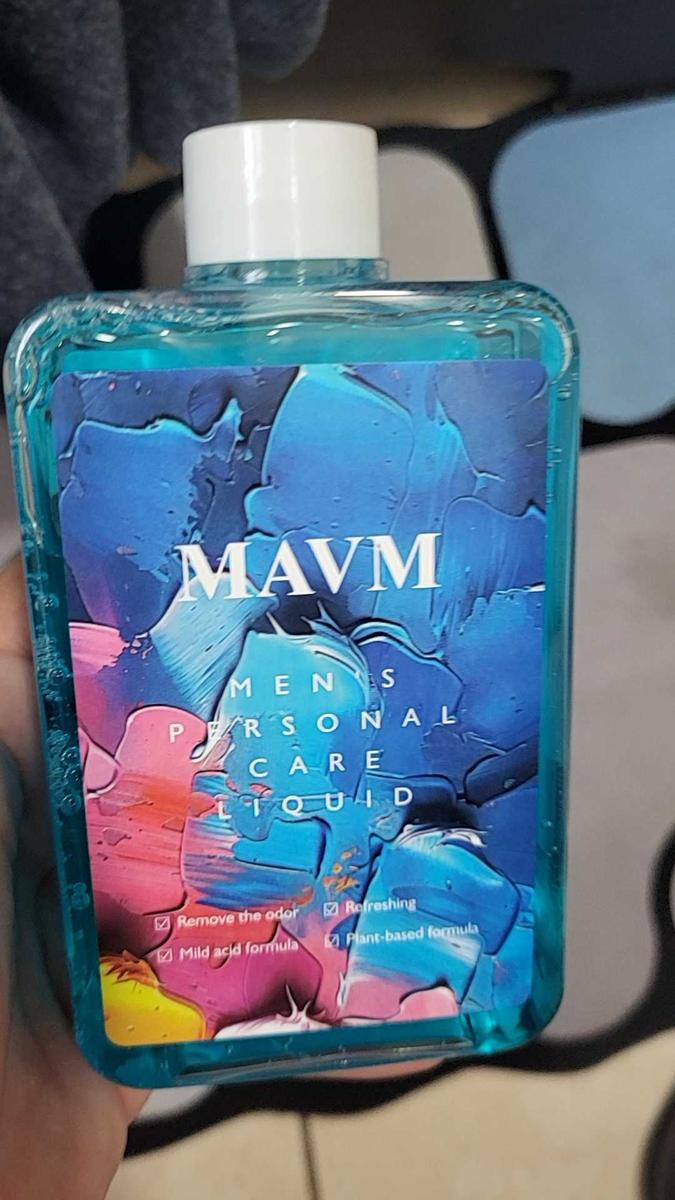 MAVM
MEN'S
PERSONAL
CARE
LIQUID
Remove the odor
Refreshing
Mild acid formula
Plant-based formula